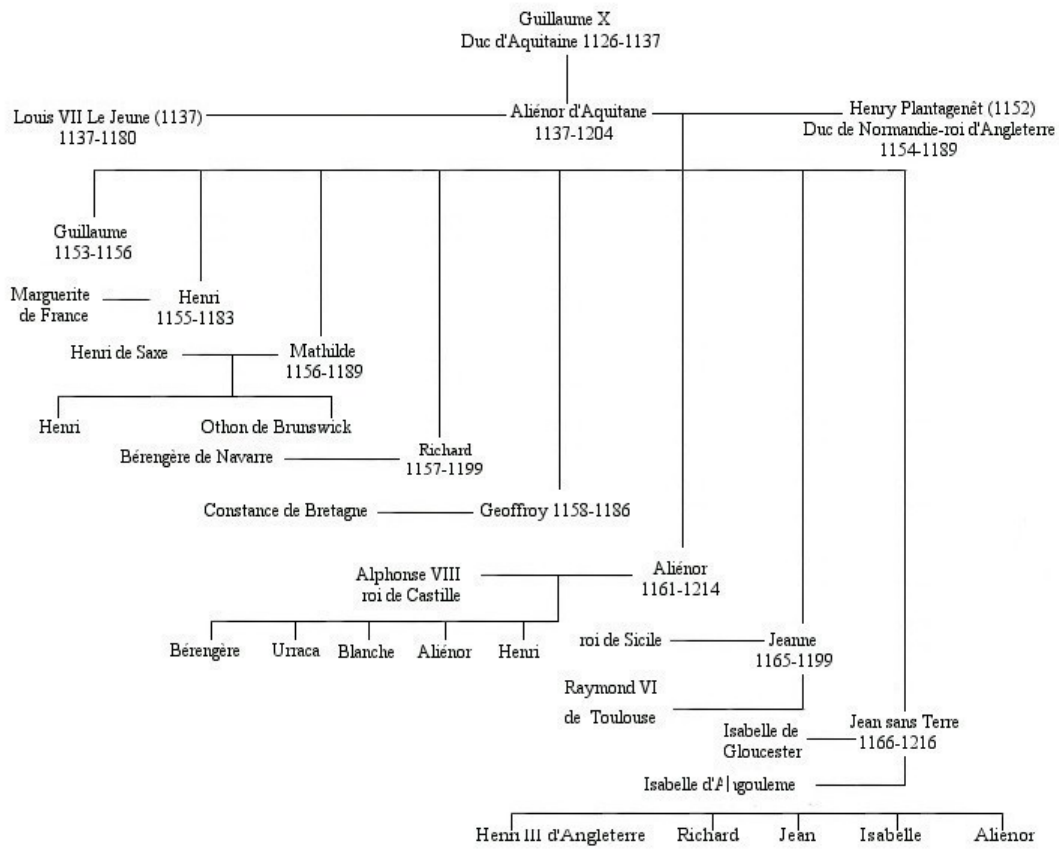 Guillaume X
Duc d'Aquitaine 1126-1137
Louis VII Le Jeune (1137)
1137-1180
Aliénor d'Aquitane
1137-1204
Henry Plantagenêt (1152)
Duc de Normandie-roi d'Angleterre
1154-1189
Guillaume
1153-1156
Marguerite
de France
Henri
1155-1183
Henri de Saxe
Mathilde
1156-1189
Henri
Othon de Brunswick
Bérengère de Navarre
Richard
1157-1199
Constance de Bretagne
Geoffroy 1158-1186
Alphonse VIII
roi de Castille
Aliénor
1161-1214
Bérengère
Urraca
Blanche
Aliénor
Henri
roi de Sicile
Jeanne
1165-1199
Raymond VI
de Toulouse
Isabelle de
Gloucester
Jean sans Terre
1166-1216
Isabelle d'Angouleme
Henri III d'Angleterre
Richard
Jean
Isabelle
Aliénor